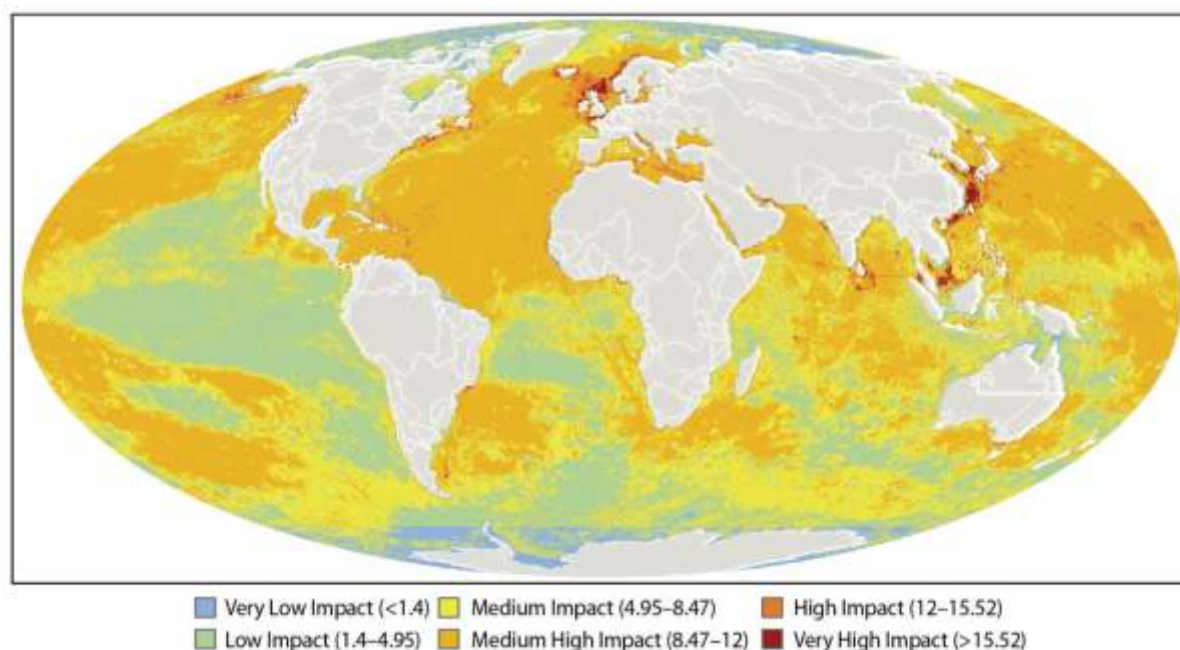 Very Low Impact (<1.4) Medium Impact (4.95–8.47) High Impact (12–15.52)
Low Impact (1.4–4.95) Medium High Impact (8.47–12) Very High Impact (>15.52)